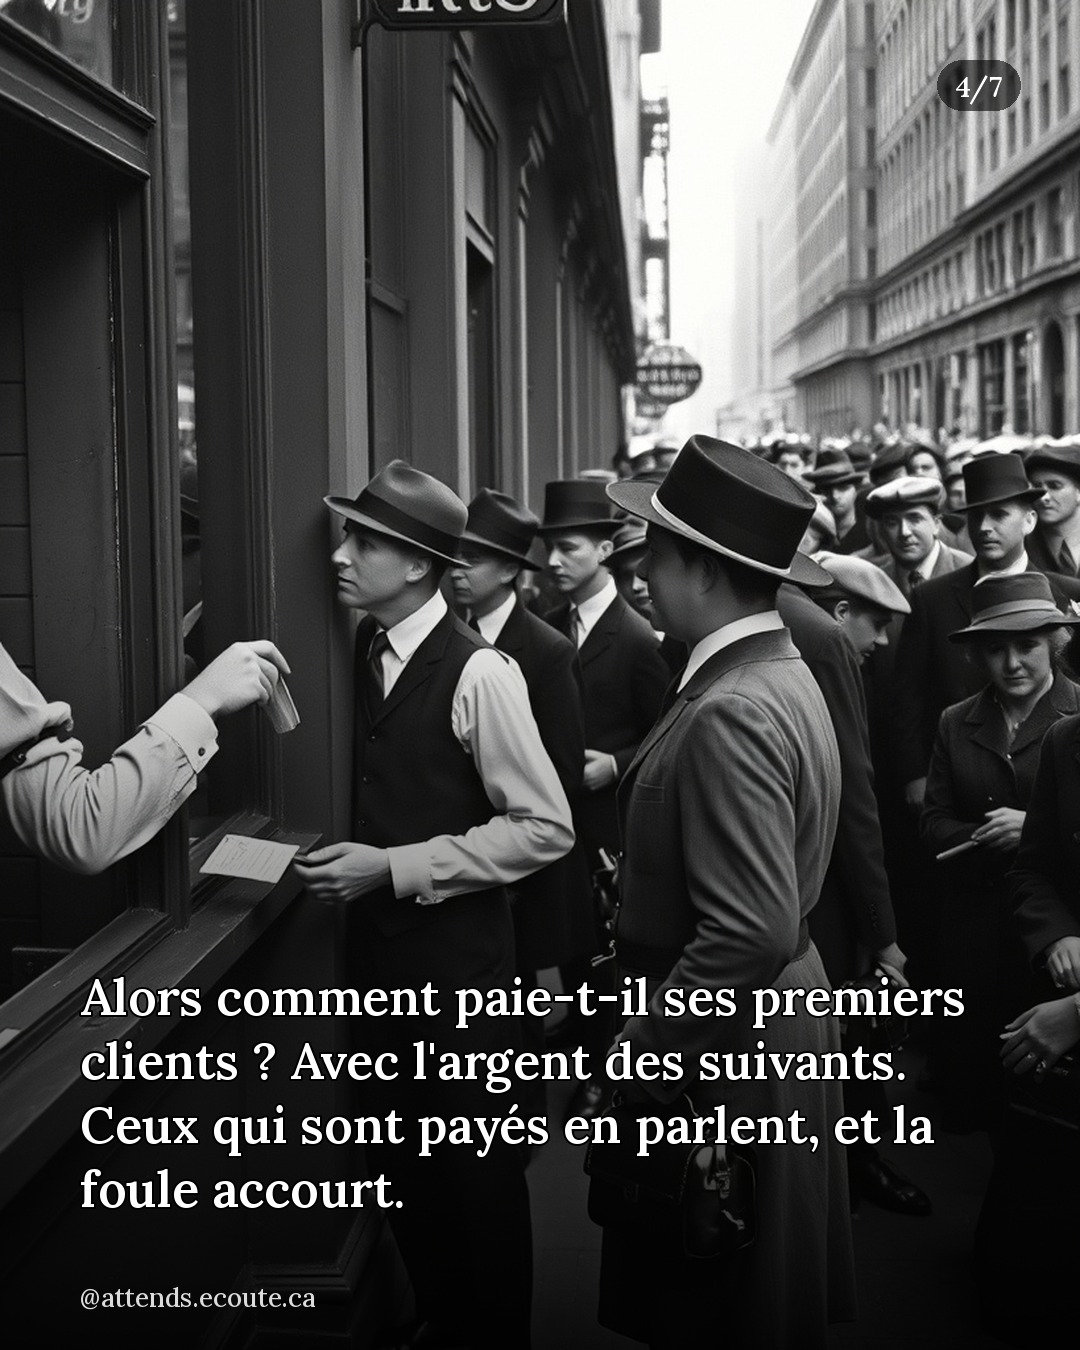 4/7
Alors comment paie-t-il ses premiers
clients ? Avec l'argent des suivants.
Ceux qui sont payés en parlent, et la
foule accourt.
@attends.ecoute.ca